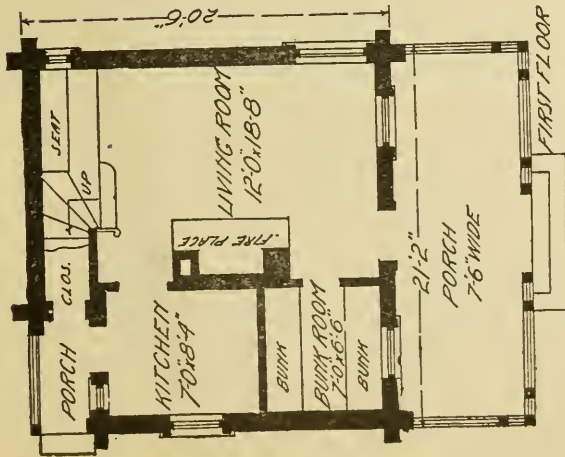 20'6"
SEAT
UP
CLOS.
PORCH
LIVING ROOM
12'-0"x18'-8"
FIRE PLACE
KITCHEN
7'-0"x8'-4"
BUNK
BUNK ROOM
7'-0"x6'-6"
BUNK
21'-2"
PORCH
7'-6" WIDE
FIRST FLOOR